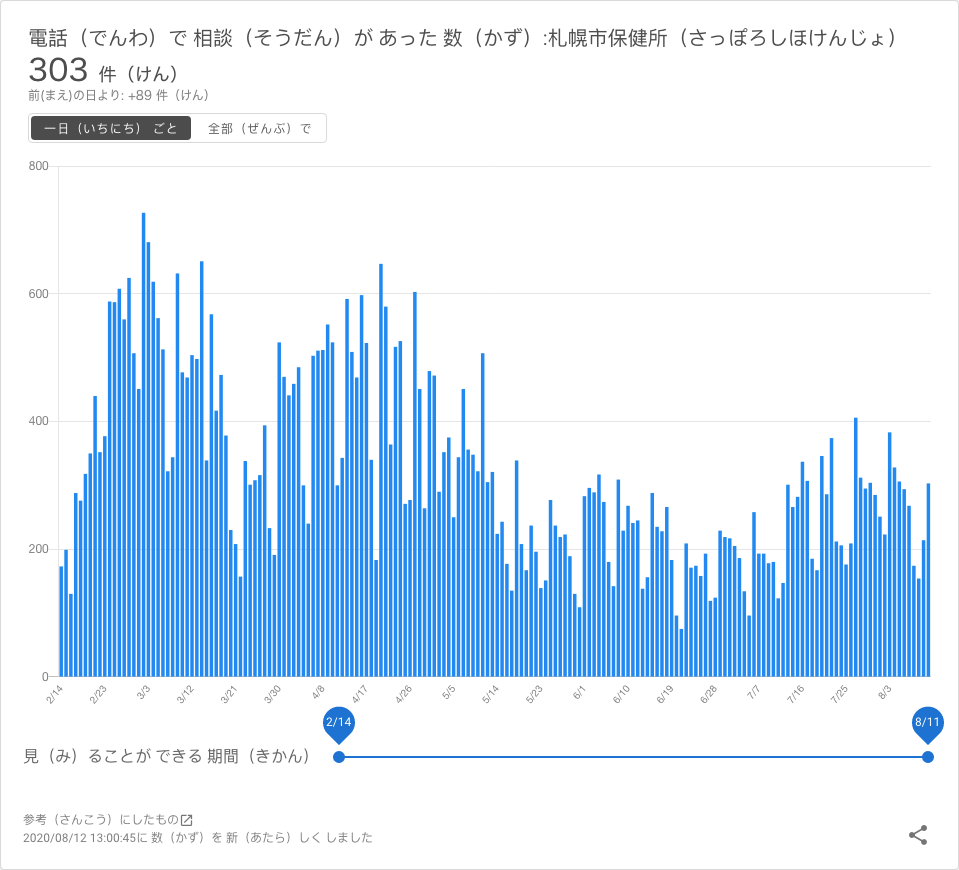 電話（でんわ）で 相談（そうだん）が あった 数（かず）:札幌市保健所（さっぽろしほけんじょ）
303 件（けん）
前(まえ)の日より: +89 件（けん）
一日（いちにち） ごと 全部（ぜんぶ）で
800
600
400
200
0
2/14 2/23 3/3 3/12 3/21 3/30 4/8 4/17 4/26 5/5 5/14 5/23 6/1 6/10 6/19 6/28 7/7 7/16 7/25 8/3
2/14 8/11
見（み）ることが できる 期間（きかん）
参考（さんこう）にしたもの
2020/08/12 13:00:45に 数（かず）を 新（あたら）しく しました